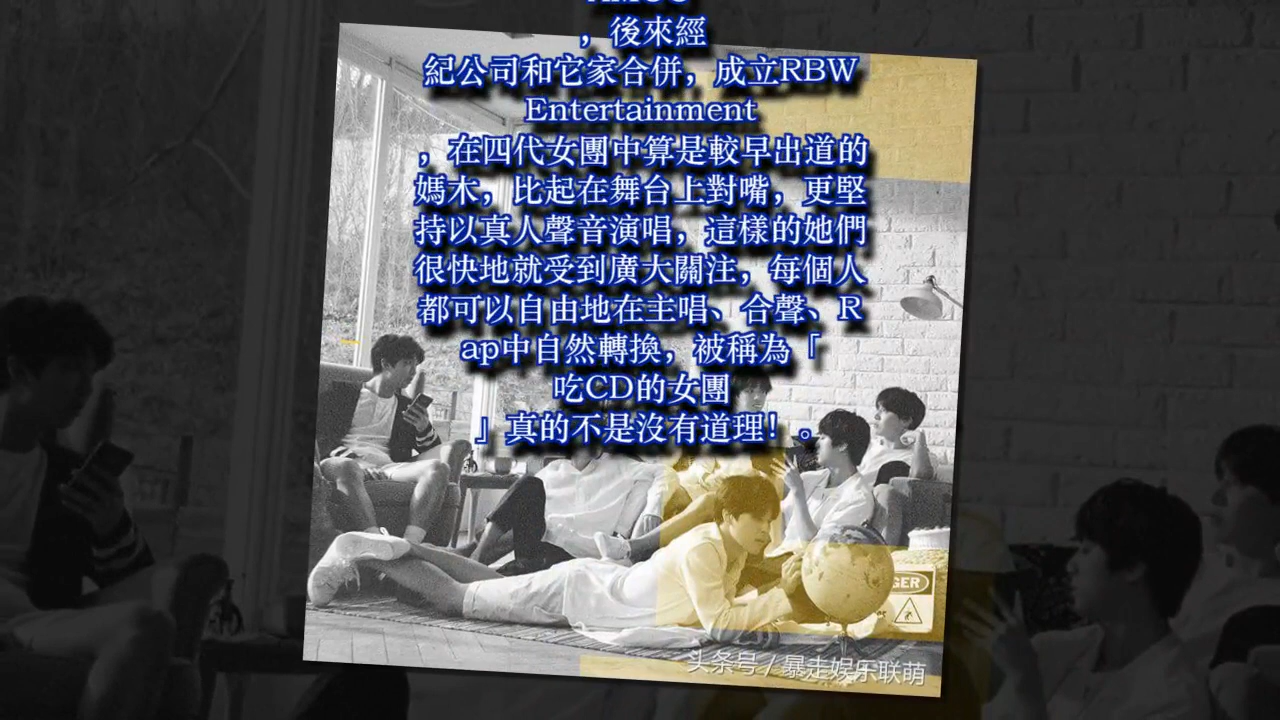 ，後來經
紀公司和它家合併，成立RBW
Entertainment
，在四代女團中算是較早出道的
媽木，比起在舞台上對嘴，更堅
持以真人聲音演唱，這樣的她們
很快地就受到廣大關注，每個人
都可以自由地在主唱、合聲、R
ap中自然轉換，被稱為「
吃CD的女團
」真的不是沒有道理！。
GER
头条号 / 暴走娱乐联萌